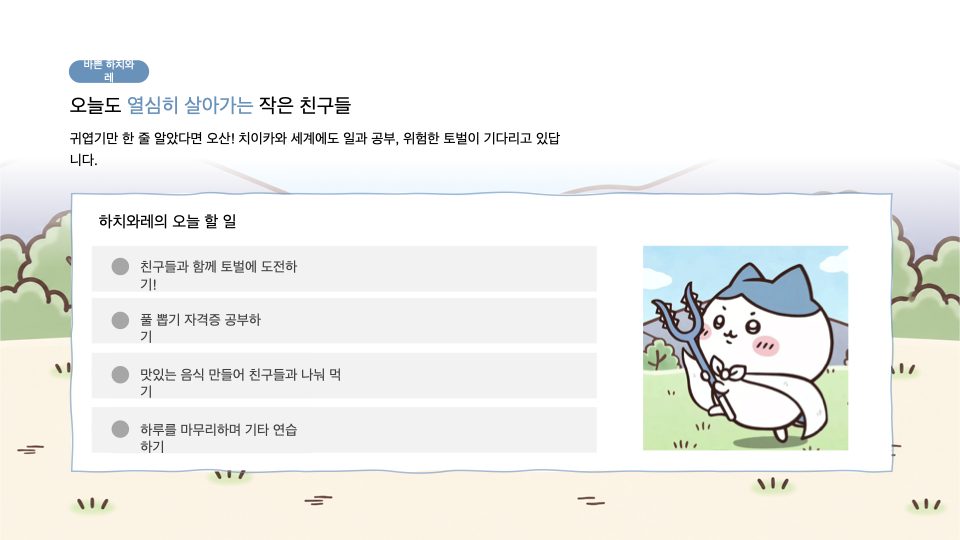 바쁜 하치와
레
오늘도 열심히 살아가는 작은 친구들
귀엽기만 한 줄 알았다면 오산! 치이카와 세계에도 일과 공부, 위험한 토벌이 기다리고 있답
니다.
하치와레의 오늘 할 일
친구들과 함께 토벌에 도전하
기!
풀 뽑기 자격증 공부하
기
맛있는 음식 만들어 친구들과 나눠 먹
기
하루를 마무리하며 기타 연습
하기